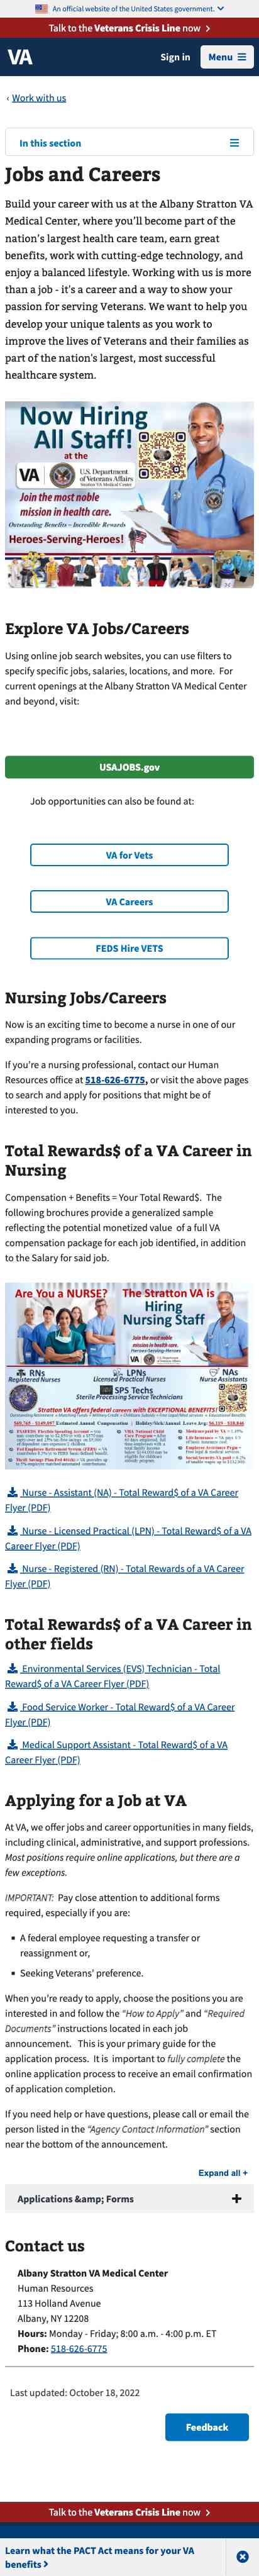 An official website of the United States government.
Talk to the Veterans Crisis Line now
VA
Sign in
Menu
‹ Work with us
In this section
Jobs and Careers
Build your career with us at the Albany Stratton VA
Medical Center, where you’ll become part of the
nation’s largest health care team, earn great
benefits, work with cutting-edge technology, and
enjoy a balanced lifestyle. Working with us is more
than a job - it's a career and a way to show your
passion for serving Veterans. We want to help you
develop your unique talents as you work to
improve the lives of Veterans and their families as
part of the nation's largest, most successful
healthcare system.
Now Hiring
All Staff!
at the
VA
U.S. Department
of Veterans Affairs
Join the most noble
mission in health care.
Outstanding Benefits – Incredible Rewards
Heroes-Serving-Heroes!
Explore VA Jobs/Careers
Using online job search websites, you can use filters to
specify specific jobs, salaries, locations, and more. For
current openings at the Albany Stratton VA Medical Center
and beyond, visit:
USAJOBS.gov
Job opportunities can also be found at:
VA for Vets
VA Careers
FEDS Hire VETS
Nursing Jobs/Careers
Now is an exciting time to become a nurse in one of our
expanding programs or facilities.
If you’re a nursing professional, contact our Human
Resources office at 518-626-6775, or visit the above pages
to search and apply for positions that might be of
interested to you.
Total Rewards$ of a VA Career in
Nursing
Compensation + Benefits = Your Total Reward$. The
following brochures provide a generalized sample
reflecting the potential monetized value of a full VA
compensation package for each job identified, in addition
to the Salary for said job.
Are You a NURSE? The Stratton VA is
Hiring
Nursing Staff
Join the most noble
mission in health care.
Heroes-Serving-Heroes
VA
RNs
Registered Nurses
LPNs
Licensed Practical Nurses
NAs
Nurse Assistants
SPS Techs
Sterile Processing Service Technicians
Stratton VA offers federal careers with EXCEPTIONAL BENEFITS!
Nurse - Assistant (NA) - Total Reward$ of a VA Career
Flyer (PDF)
Nurse - Licensed Practical (LPN) - Total Reward$ of a VA
Career Flyer (PDF)
Nurse - Registered (RN) - Total Rewards of a VA Career
Flyer (PDF)
Total Rewards$ of a VA Career in
other fields
Environmental Services (EVS) Technician - Total
Reward$ of a VA Career Flyer (PDF)
Food Service Worker - Total Reward$ of a VA Career
Flyer (PDF)
Medical Support Assistant - Total Reward$ of a VA
Career Flyer (PDF)
Applying for a Job at VA
At VA, we offer jobs and career opportunities in many fields,
including clinical, administrative, and support professions.
Most positions require online applications, but there are a
few exceptions.
IMPORTANT: Pay close attention to additional forms
required, especially if you are:
▪ A federal employee requesting a transfer or
reassignment or,
▪ Seeking Veterans’ preference.
When you’re ready to apply, choose the positions you are
interested in and follow the “How to Apply” and “Required
Documents” instructions located in each job
announcement. This is your primary guide for the
application process. It is important to fully complete the
online application process to receive an email confirmation
of application completion.
If you need help or have questions, please call or email the
person listed in the “Agency Contact Information” section
near the bottom of the announcement.
Expand all +
Applications &amp; Forms
Contact us
Albany Stratton VA Medical Center
Human Resources
113 Holland Avenue
Albany, NY 12208
Hours: Monday - Friday; 8:00 a.m. - 4:00 p.m. ET
Phone: 518-626-6775
Last updated: October 18, 2022
Feedback
Talk to the Veterans Crisis Line now
Learn what the PACT Act means for your VA
benefits